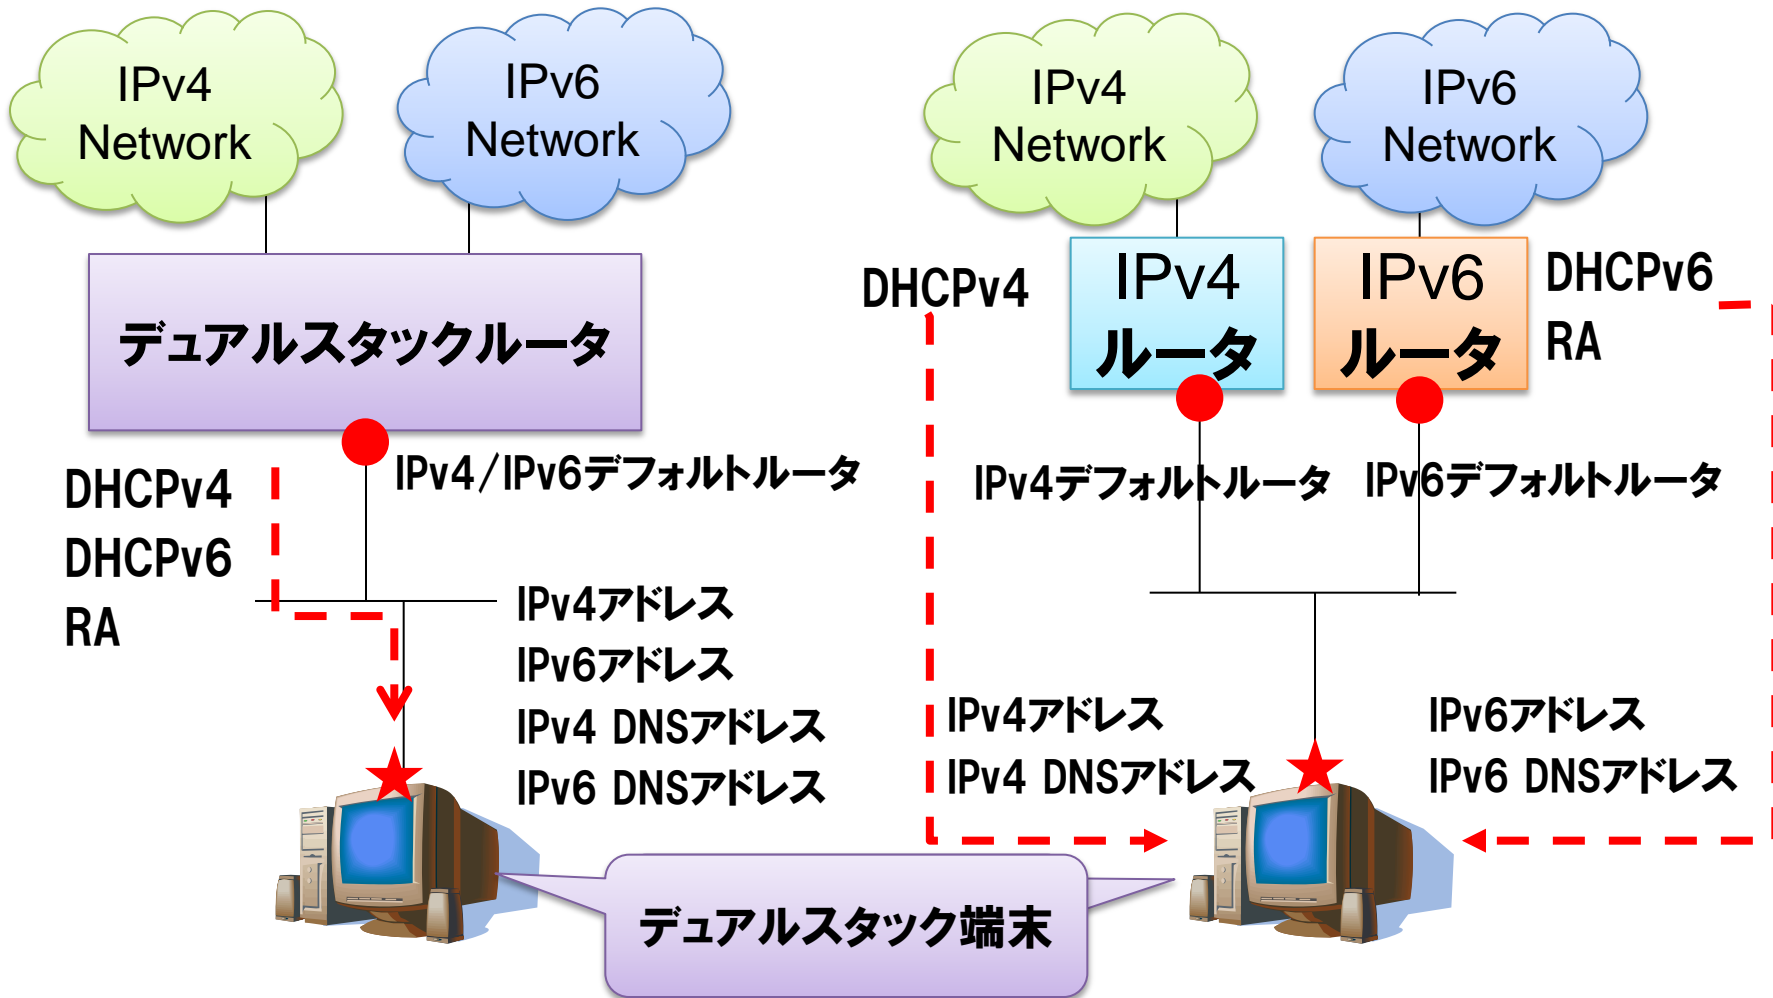 IPv4
Network
IPv6
Network
デュアルスタックルータ
IPv4/IPv6デフォルトルータ
DHCPv4
DHCPv6
RA
IPv4アドレス
IPv6アドレス
IPv4 DNSアドレス
IPv6 DNSアドレス
IPv4
Network
IPv6
Network
DHCPv4
IPv4
ルータ
IPv6
ルータ
DHCPv6
RA
IPv4デフォルトルータ
IPv6デフォルトルータ
IPv4アドレス
IPv4 DNSアドレス
IPv6アドレス
IPv6 DNSアドレス
デュアルスタック端末